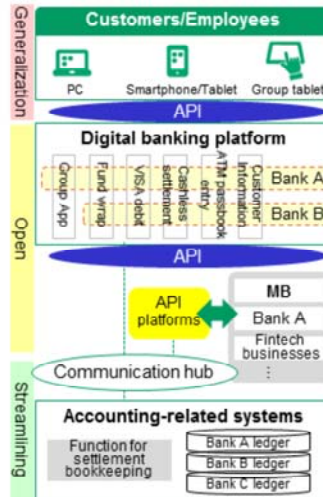 Generalization
Customers/Employees
PC
Smartphone/Tablet
Group tablet
API
Open
Digital banking platform
Group App
Fund wrap
VISA debit
Cashless
settlement
ATM passbook
entry
Customer
Information
Bank A
Bank B
API
API
platforms
MB
Bank A
Fintech
businesses
⋮
Communication hub
Streamlining
Accounting-related systems
Function for
settlement
bookkeeping
Bank A ledger
Bank B ledger
Bank C ledger